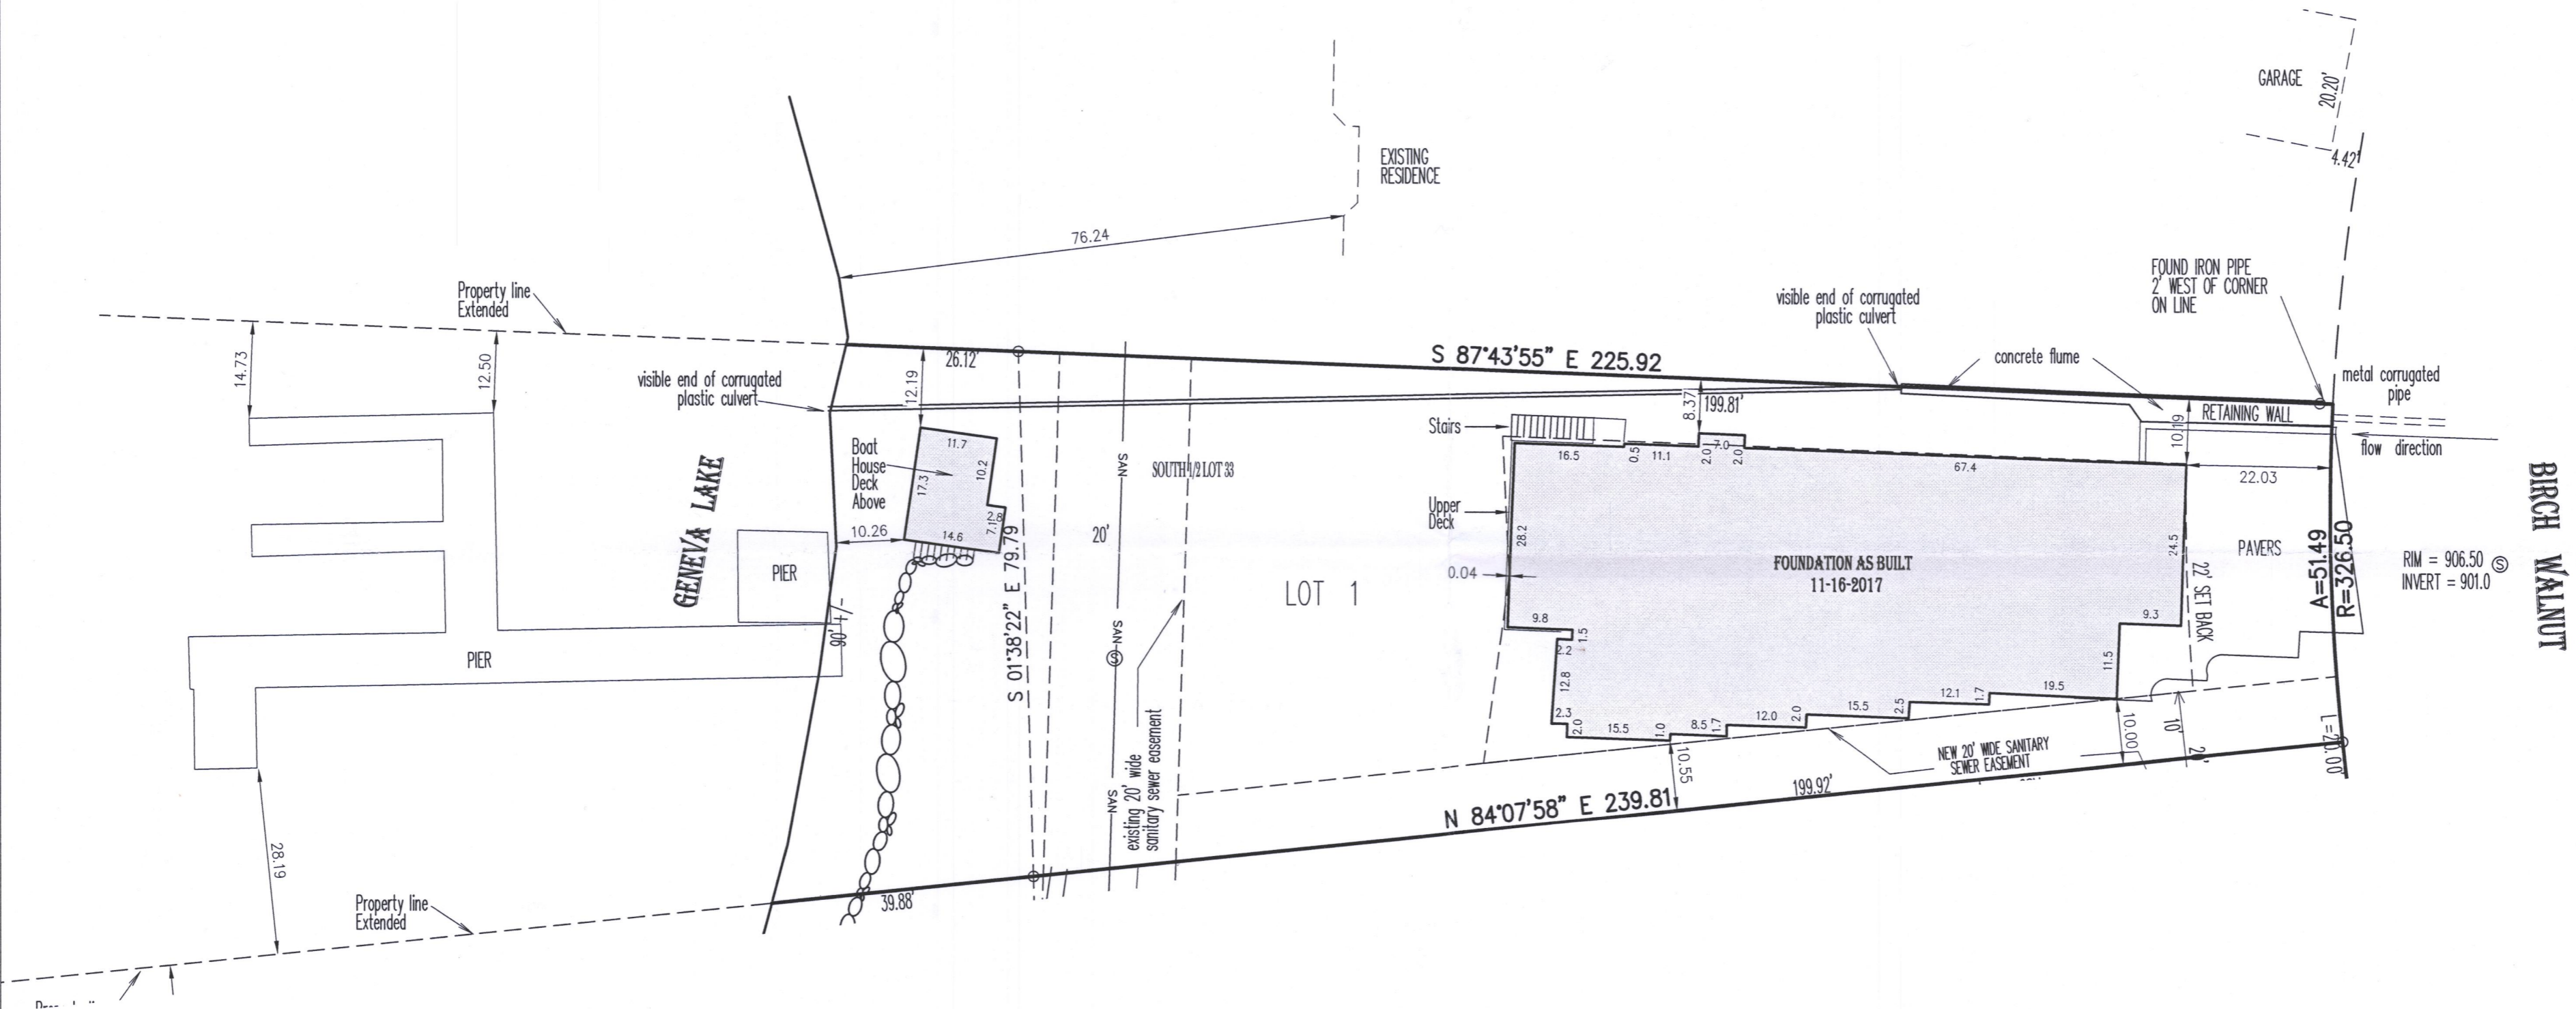 GARAGE
20.20'
4.42'
EXISTING
RESIDENCE
76.24
Property line
Extended
14.73
12.50
FOUND IRON PIPE
2' WEST OF CORNER
ON LINE
visible end of corrugated
plastic culvert
concrete flume
metal corrugated
pipe
flow direction
S 87°43'55" E 225.92
26.12'
12.19
visible end of corrugated
plastic culvert
8.37
199.81'
RETAINING WALL
10.19
22.03
Stairs
Boat
House
Deck
Above
11.7
10.2
17.3
2.8
7.1
14.6
10.26
GENEVA LAKE
PIER
PIER
90' +/-
S 01°38'22" E 79.79
SAN
SAN
SAN
S
20'
SOUTH 1/2 LOT 33
existing 20' wide
sanitary sewer easement
LOT 1
Upper
Deck
0.04
16.5
0.5
11.1
2.0
7.0
2.0
67.4
28.2
24.5
9.8
1.5
2.2
12.8
2.3
2.0
15.5
1.0
8.5
1.7
12.0
2.0
15.5
2.5
12.1
1.7
19.5
11.5
9.3
FOUNDATION AS BUILT
11-16-2017
22' SET BACK
PAVERS
A=51.49
R=326.50
RIM = 906.50
INVERT = 901.0
S
BIRCH WALNUT
NEW 20' WIDE SANITARY
SEWER EASEMENT
10.00
10'
20'
L=20.00'
10.55
N 84°07'58" E 239.81
199.92'
39.88'
28.19
Property line
Extended